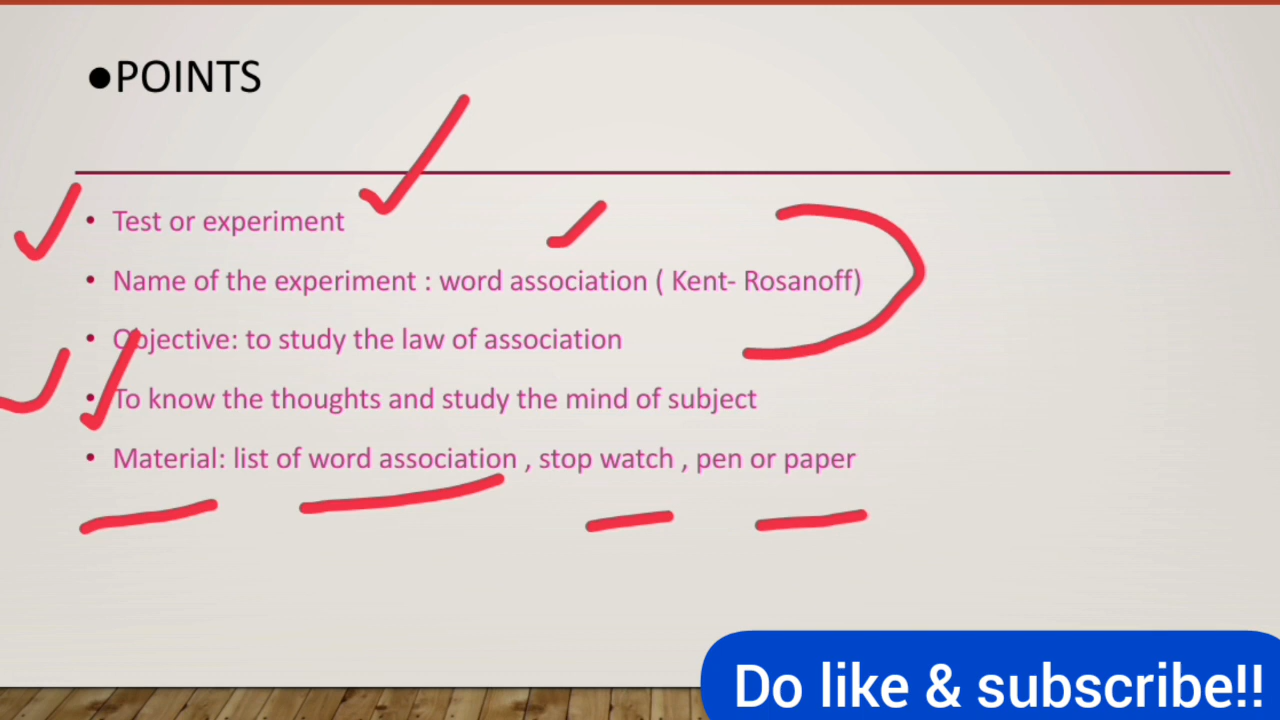 ●POINTS
• Test or experiment
• Name of the experiment : word association ( Kent- Rosanoff)
• Objective: to study the law of association
• To know the thoughts and study the mind of subject
• Material: list of word association , stop watch , pen or paper
Do like & subscribe!!